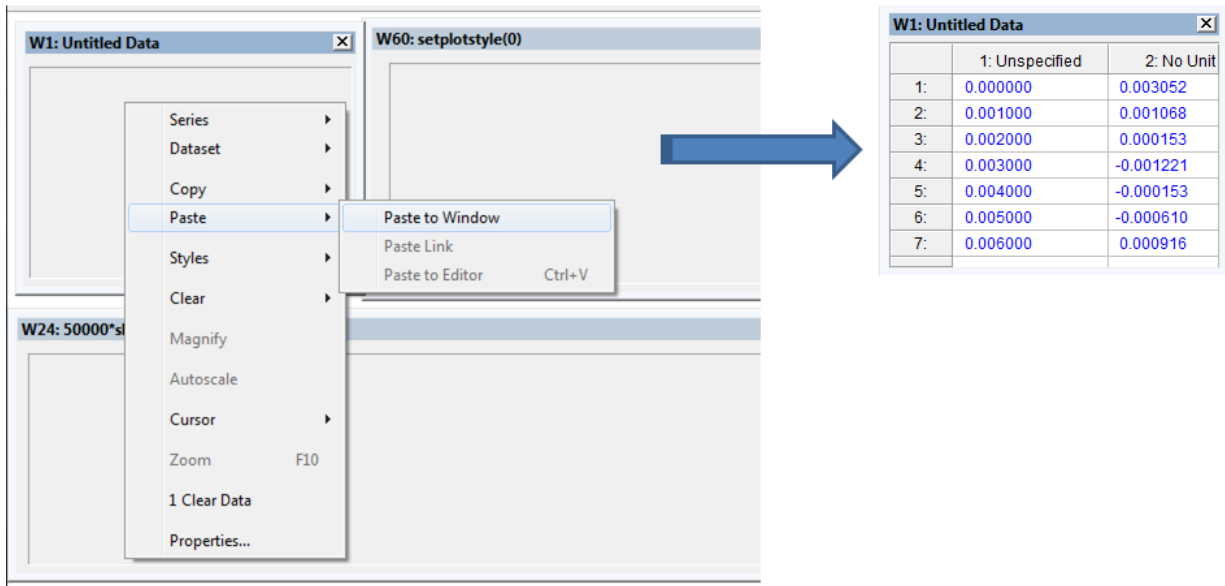 W1: Untitled Data
Series
Dataset
Copy
Paste
Styles
Clear
Magnify
Autoscale
Cursor
Zoom F10
1 Clear Data
Properties...
Paste to Window
Paste Link
Paste to Editor Ctrl+V
W60: setplotstyle(0)
W24: 50000*s
W1: Untitled Data
1: Unspecified 2: No Unit
1: 0.000000 0.003052
2: 0.001000 0.001068
3: 0.002000 0.000153
4: 0.003000 -0.001221
5: 0.004000 -0.000153
6: 0.005000 -0.000610
7: 0.006000 0.000916